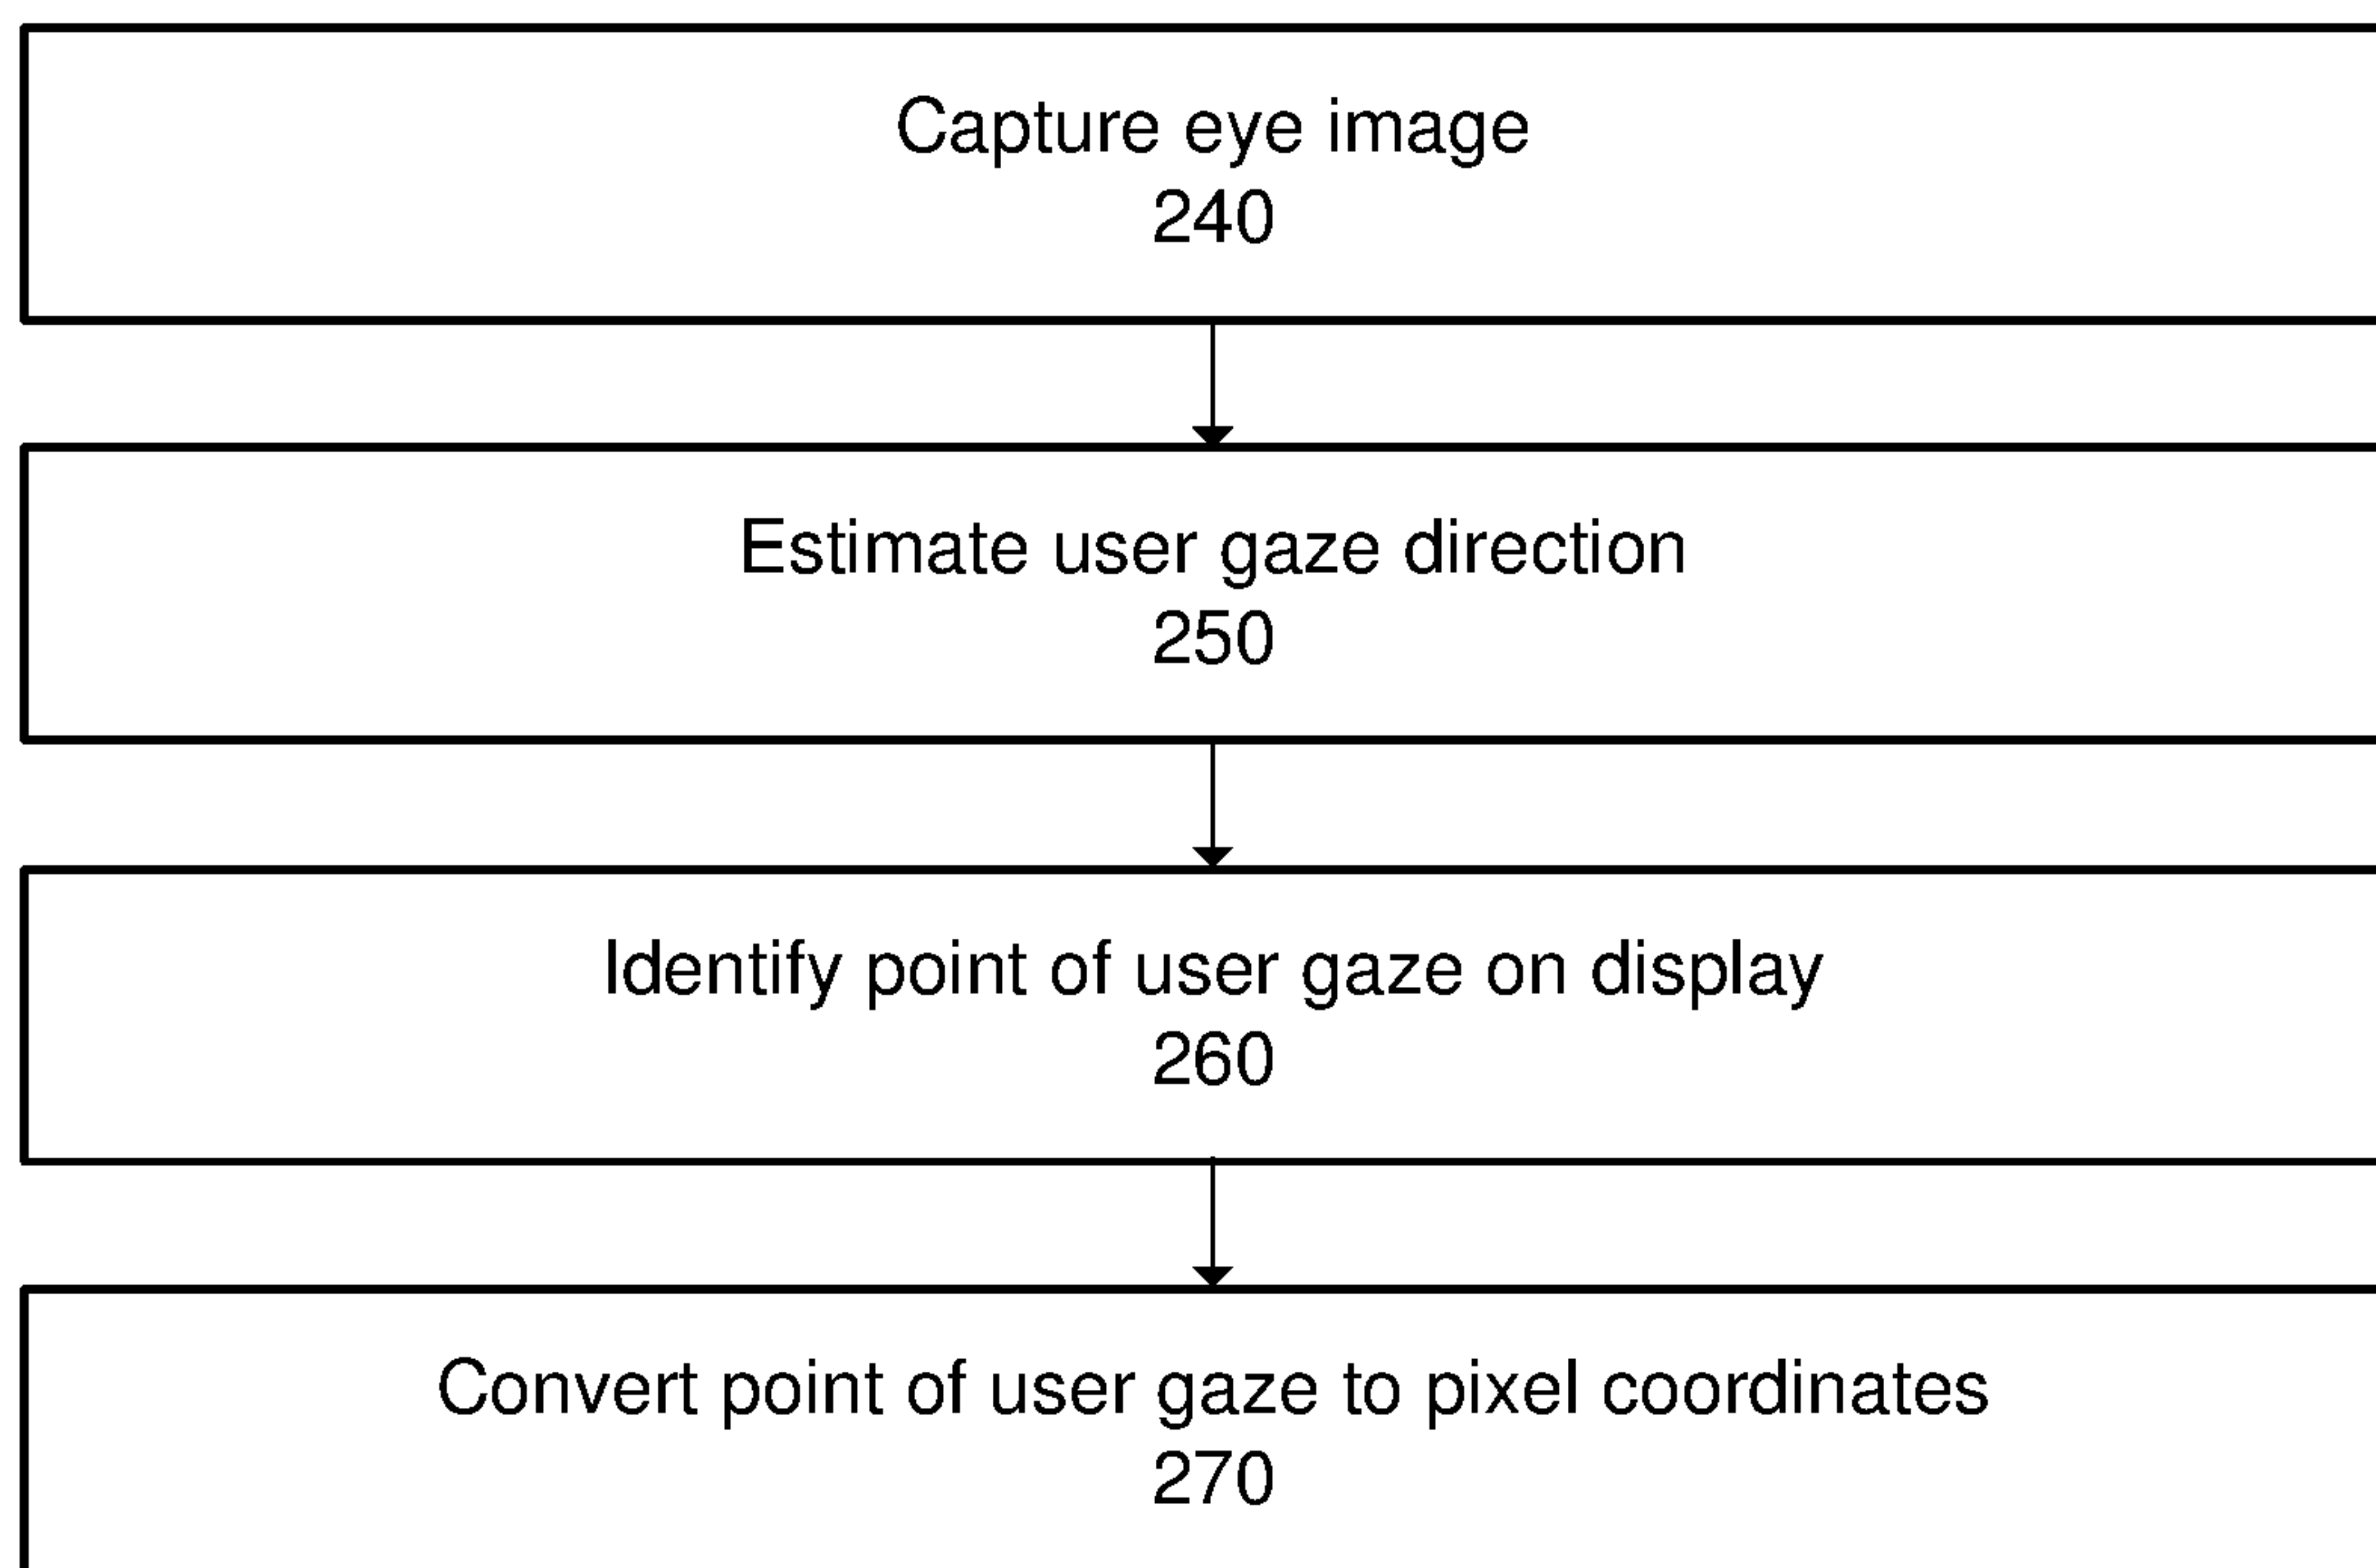 Capture eye image
240
Estimate user gaze direction
250
Identify point of user gaze on display
260
Convert point of user gaze to pixel coordinates
270